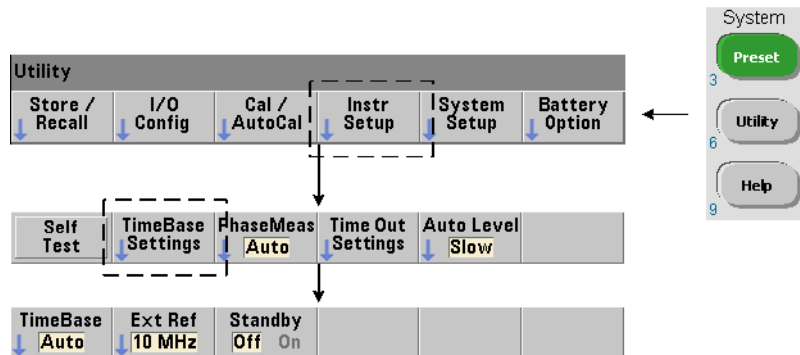 System
Preset
3
Utility
6
Help
9
Utility
Store / Recall
I/O Config
Cal / AutoCal
Instr Setup
System Setup
Battery Option
Self Test
TimeBase Settings
PhaseMeas Auto
Time Out Settings
Auto Level Slow
TimeBase Auto
Ext Ref 10 MHz
Standby Off On